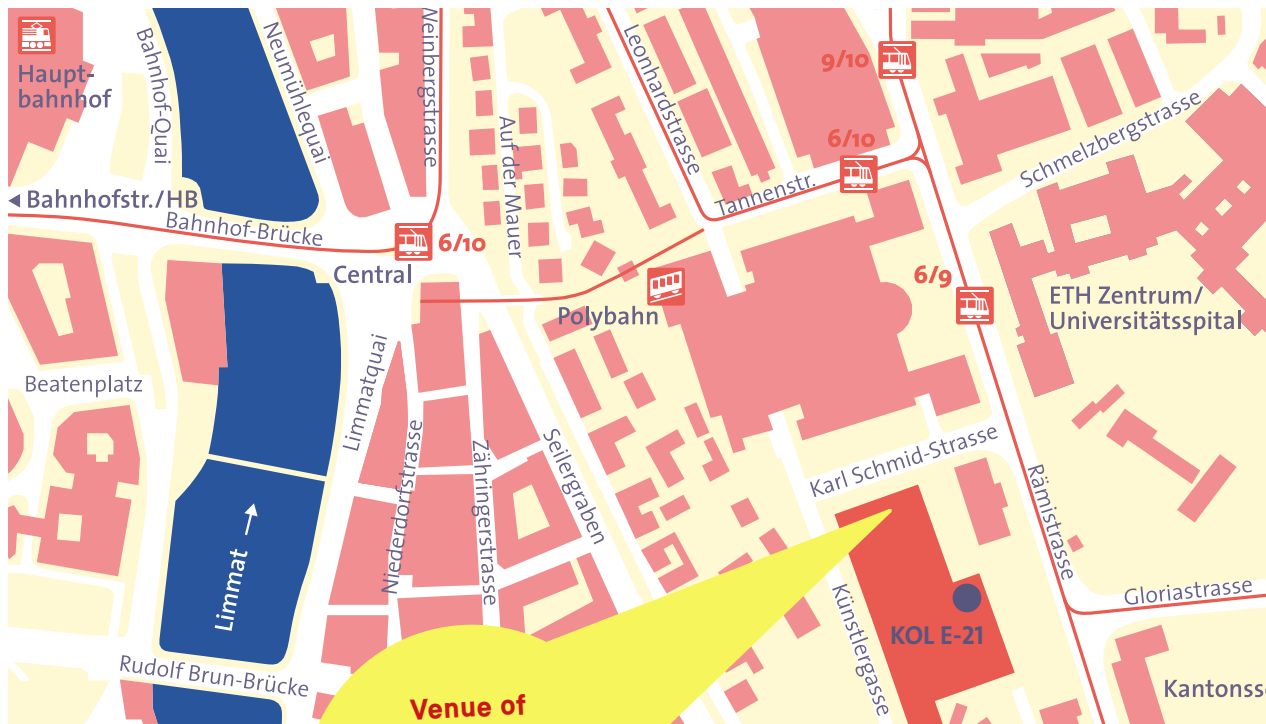 Haupt-
bahnhof
Bahnhof-Quai
Neumühlequai
Weinbergstrasse
Auf der Mauer
Leonhardstrasse
9/10
6/10
Tannenstr.
Schmelzbergstrasse
Bahnhofstr./HB
Bahnhof-Brücke
6/10
Central
Polybahn
6/9
ETH Zentrum/
Universitätsspital
Beatenplatz
Limmatquai
Niederdorfstrasse
Zähringerstrasse
Seilergraben
Karl Schmid-Strasse
Rämistrasse
Limmat
Künstlergasse
KOL E-21
Gloriastrasse
Rudolf Brun-Brücke
Kantonss
Venue of